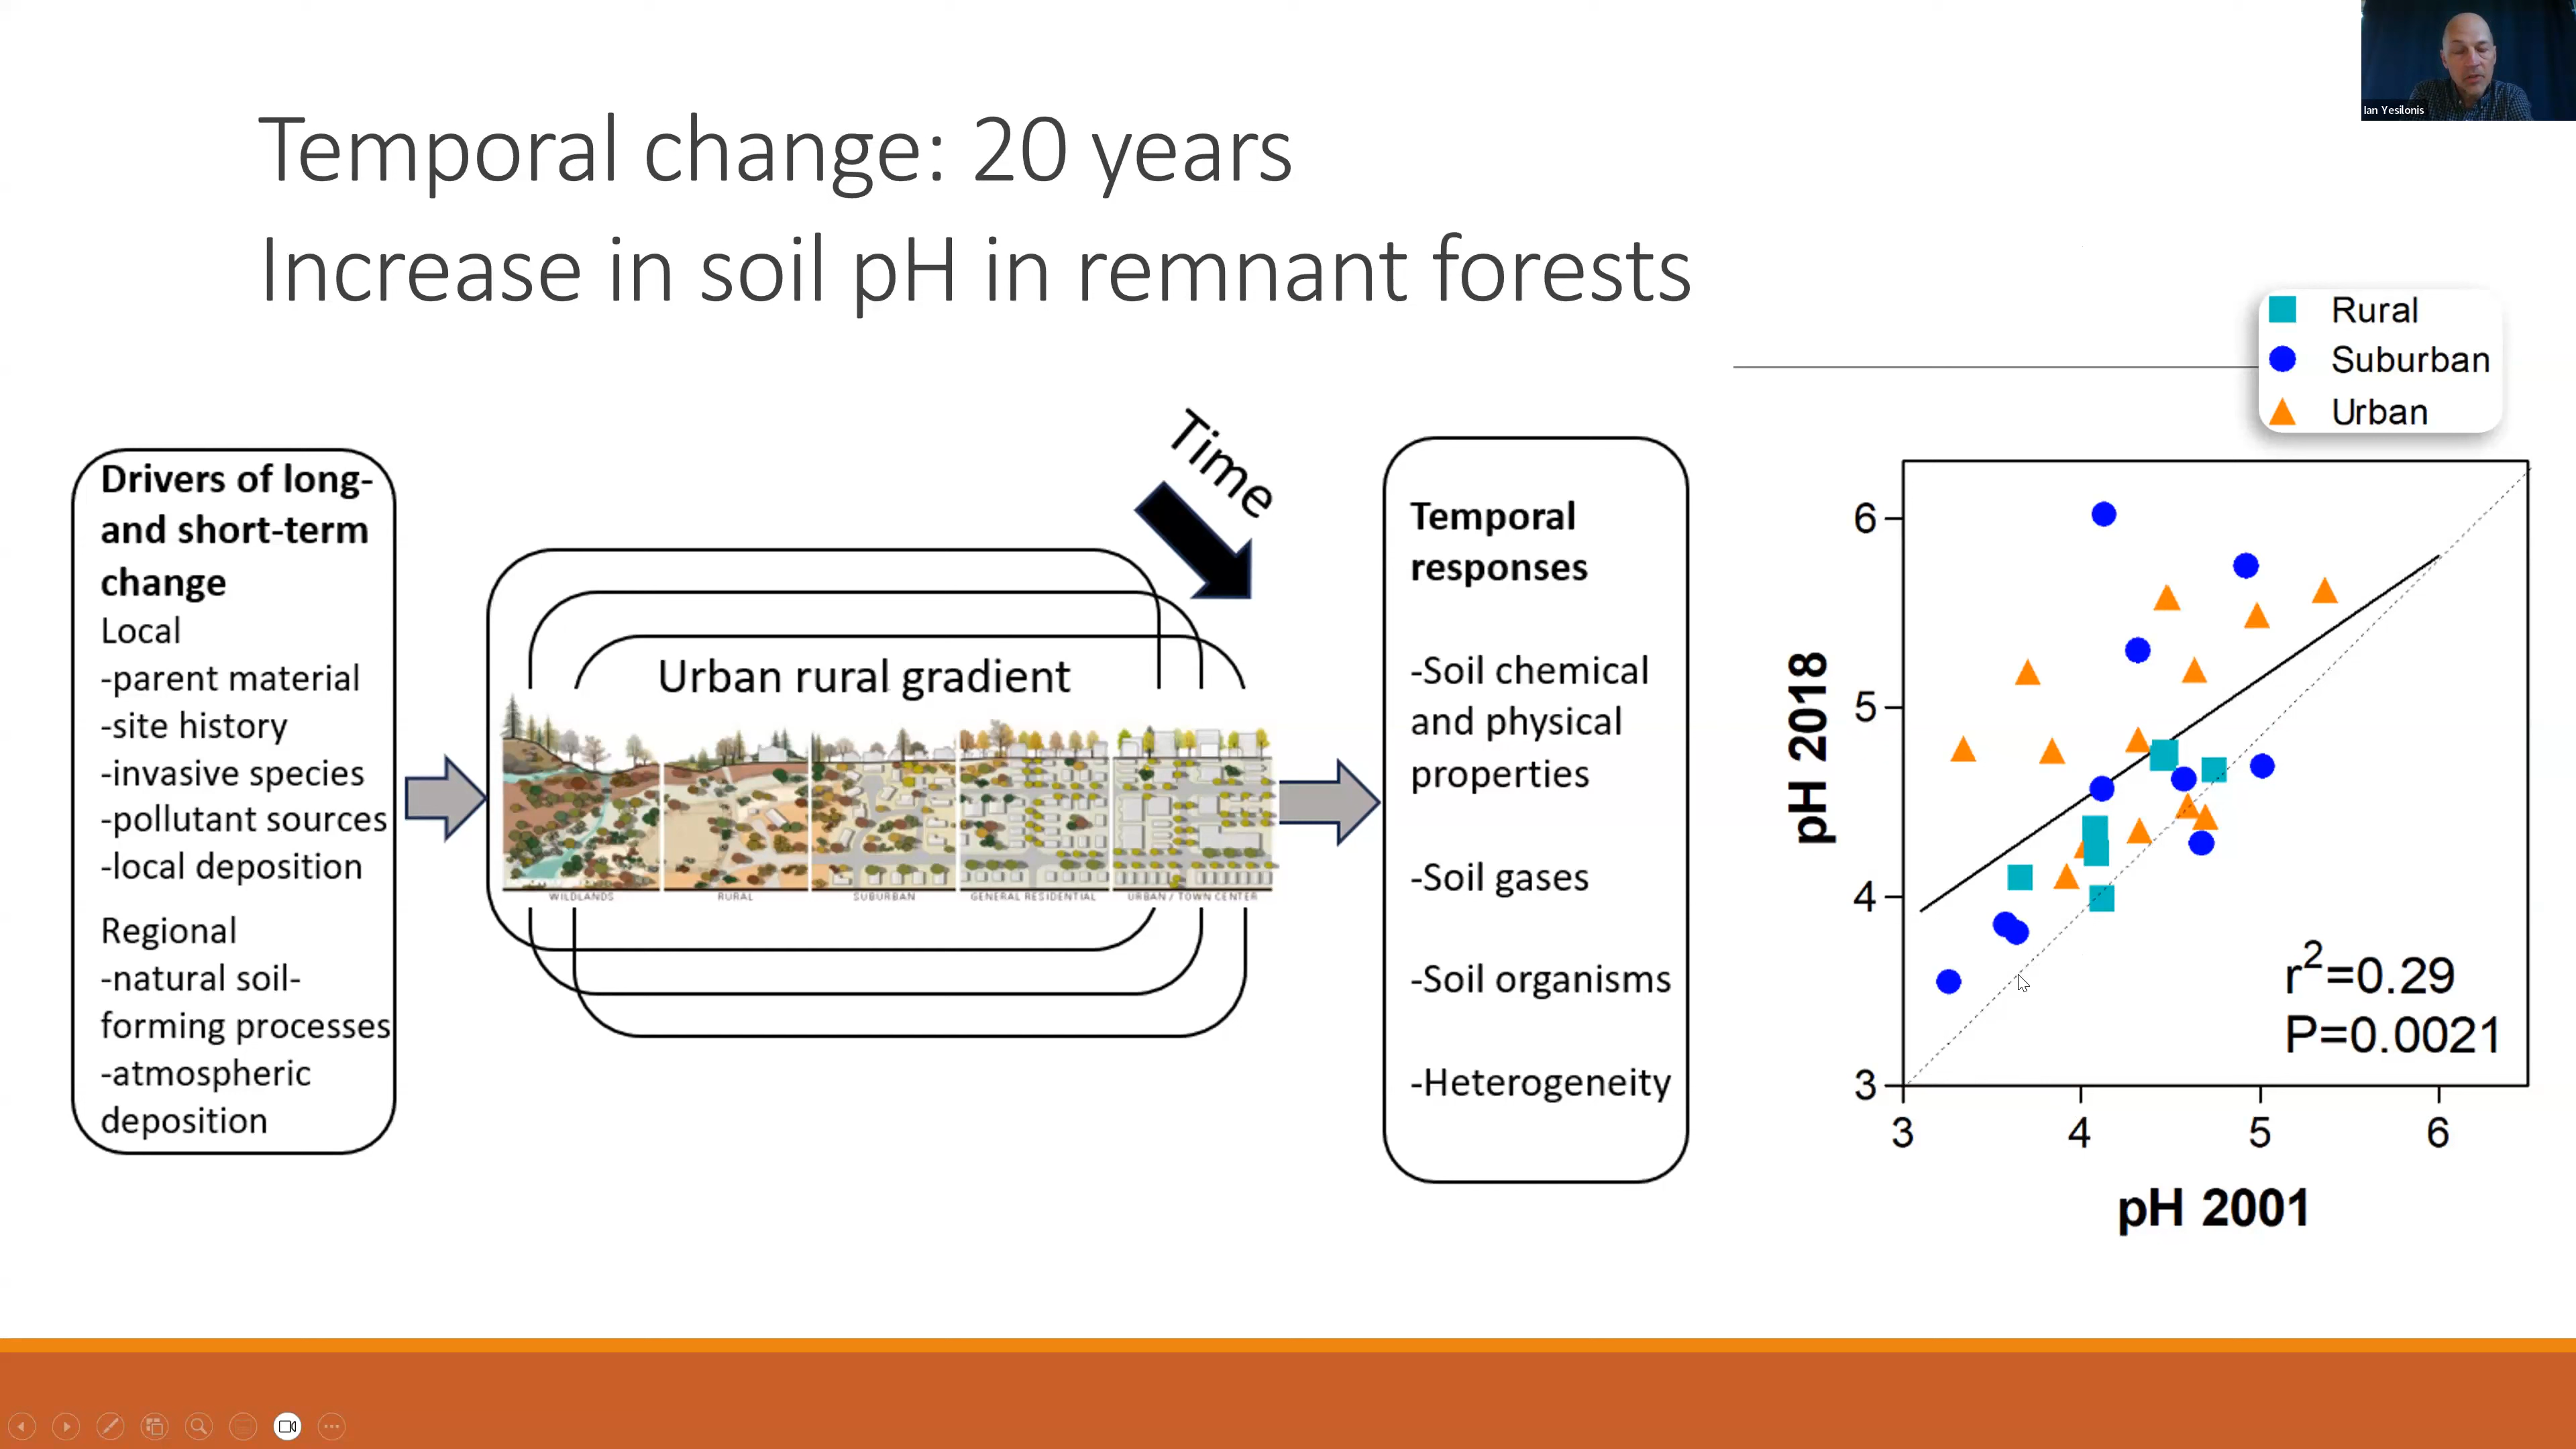 Ian Yesilonis
Temporal change: 20 years
Increase in soil pH in remnant forests
Drivers of long-
and short-term
change
Local
-parent material
-site history
-invasive species
-pollutant sources
-local deposition
Regional
-natural soil-
forming processes
-atmospheric
deposition
Time
Urban rural gradient
WILDLANDS
RURAL
SUBURBAN
GENERAL RESIDENTIAL
URBAN / TOWN CENTER
Temporal
responses
-Soil chemical
and physical
properties
-Soil gases
-Soil organisms
-Heterogeneity
Rural
Suburban
Urban
pH 2018
6
5
4
3
r²=0.29
P=0.0021
3 4 5 6
pH 2001